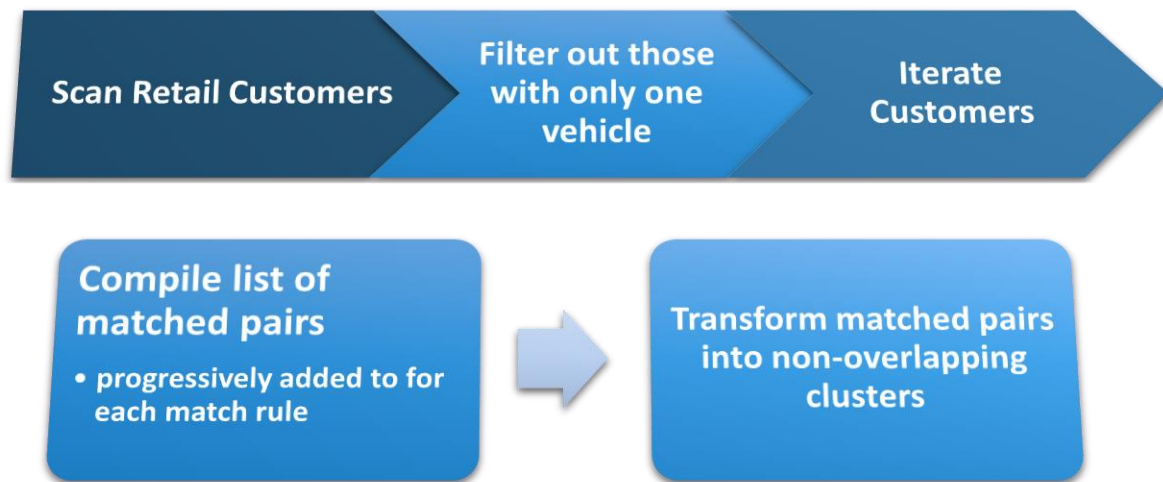 Scan Retail Customers
Filter out those
with only one
vehicle
Iterate
Customers
Compile list of
matched pairs
• progressively added to for
each match rule
Transform matched pairs
into non-overlapping
clusters